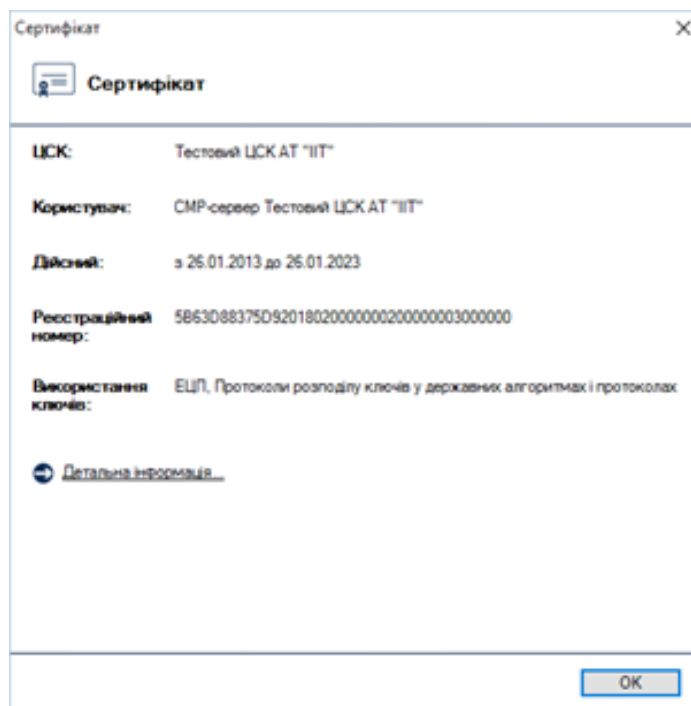 Сертифікат
Сертифікат
ЦСК: Тестовий ЦСК АТ "ІІТ"
Користувач: CMP-сервер Тестовий ЦСК АТ "ІІТ"
Дійсний: з 26.01.2013 до 26.01.2023
Реєстраційний 5B63D88375D92018020000000200000003000000
номер:
Використання ЕЦП, Протоколи розподілу ключів у державних алгоритмах і протоколах
ключів:
Детальна інформація...
OK